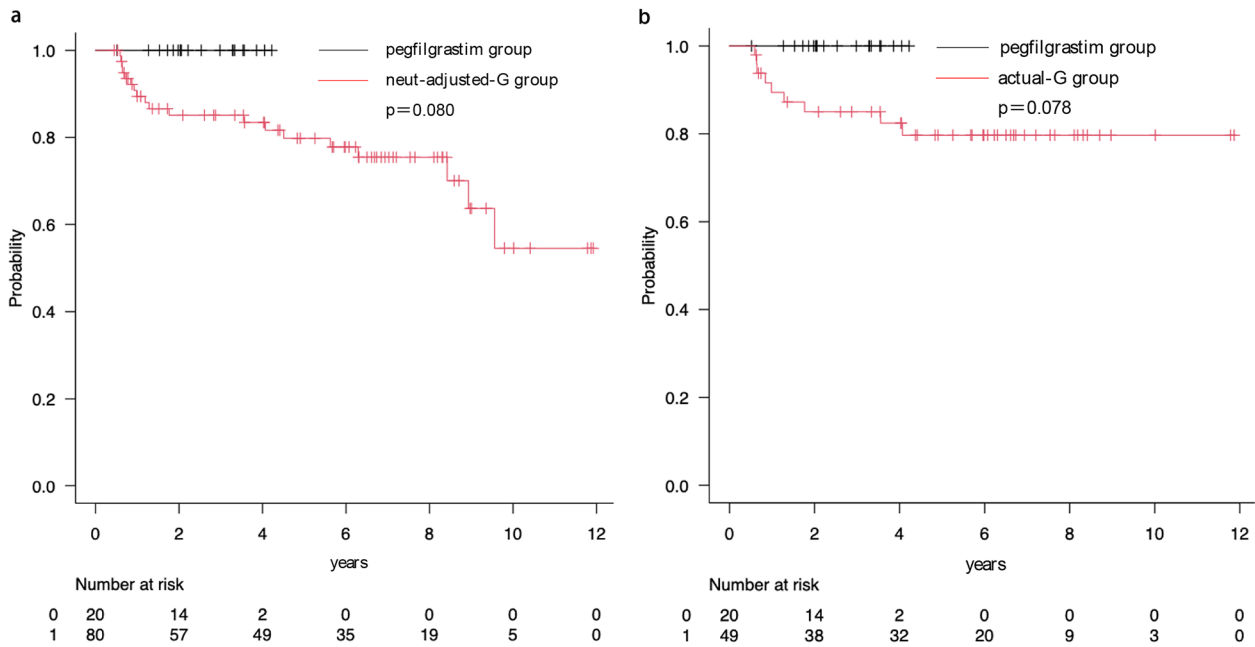 a
1.0
0.8
0.6
0.4
0.2
0.0
Probability
pegfilgrastim group
neut-adjusted-G group
p=0.080
0 2 4 6 8 10 12
years
Number at risk
0 20 14 2 0 0 0 0
1 80 57 49 35 19 5 0
b
1.0
0.8
0.6
0.4
0.2
0.0
Probability
pegfilgrastim group
actual-G group
p=0.078
0 2 4 6 8 10 12
years
Number at risk
0 20 14 2 0 0 0 0
1 49 38 32 20 9 3 0